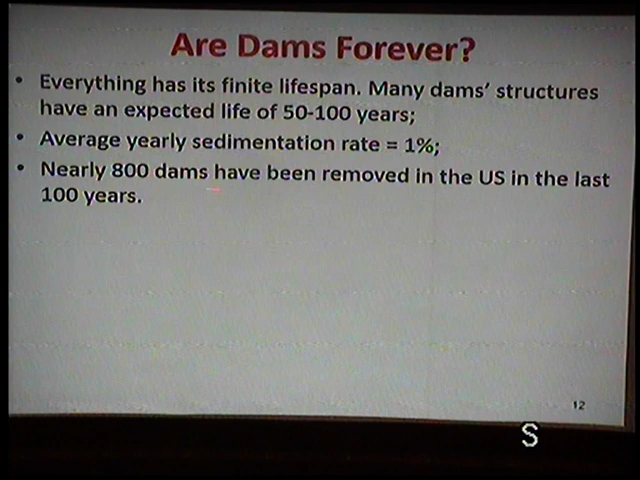 Are Dams Forever?
• Everything has its finite lifespan. Many dams’ structures
have an expected life of 50-100 years;
• Average yearly sedimentation rate = 1%;
• Nearly 800 dams have been removed in the US in the last
100 years.
12
S